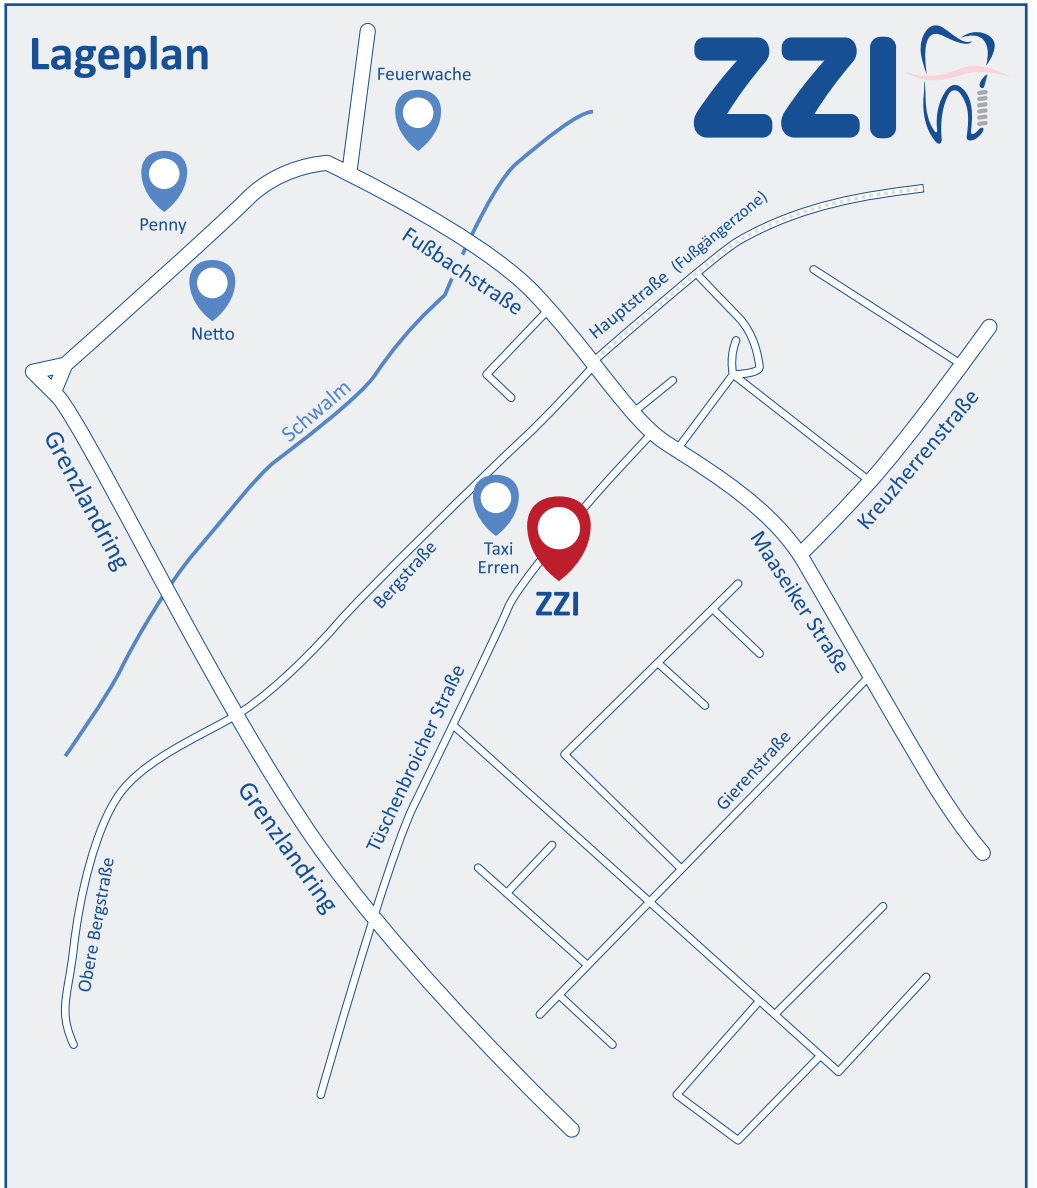 Lageplan
ZZI
Feuerwache
Penny
Netto
Fußbachstraße
Hauptstraße (Fußgängerzone)
Schwalm
Grenzlandring
Kreuzherrenstraße
Taxi
Erren
Bergstraße
ZZI
Maaseiker Straße
Tüschenbroicher Straße
Gierenstraße
Grenzlandring
Obere Bergstraße